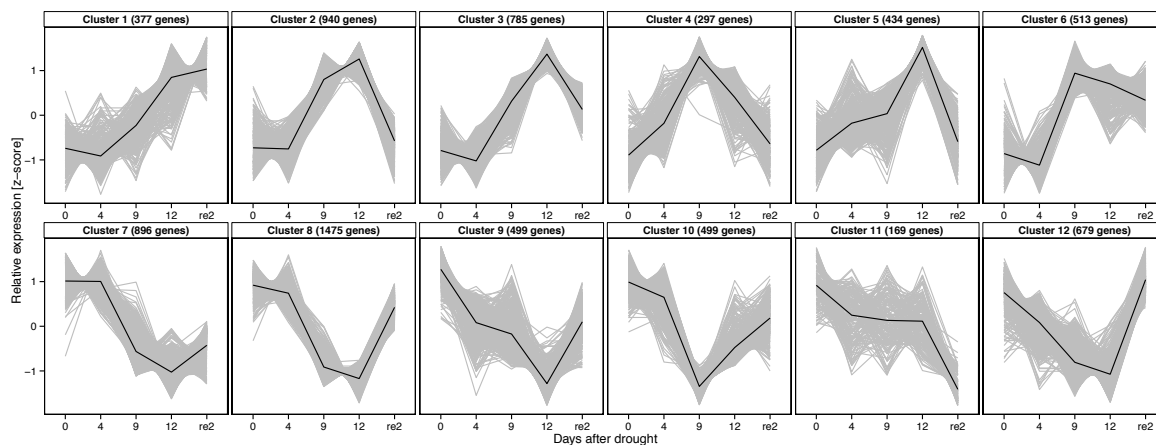 Cluster 1 (377 genes) Cluster 2 (940 genes) Cluster 3 (785 genes) Cluster 4 (297 genes) Cluster 5 (434 genes) Cluster 6 (513 genes)
1
0
−1
0 4 9 12 re2 0 4 9 12 re2 0 4 9 12 re2 0 4 9 12 re2 0 4 9 12 re2 0 4 9 12 re2
Cluster 7 (896 genes) Cluster 8 (1475 genes) Cluster 9 (499 genes) Cluster 10 (499 genes) Cluster 11 (169 genes) Cluster 12 (679 genes)
1
0
−1
0 4 9 12 re2 0 4 9 12 re2 0 4 9 12 re2 0 4 9 12 re2 0 4 9 12 re2 0 4 9 12 re2
Relative expression [z−score]
Days after drought